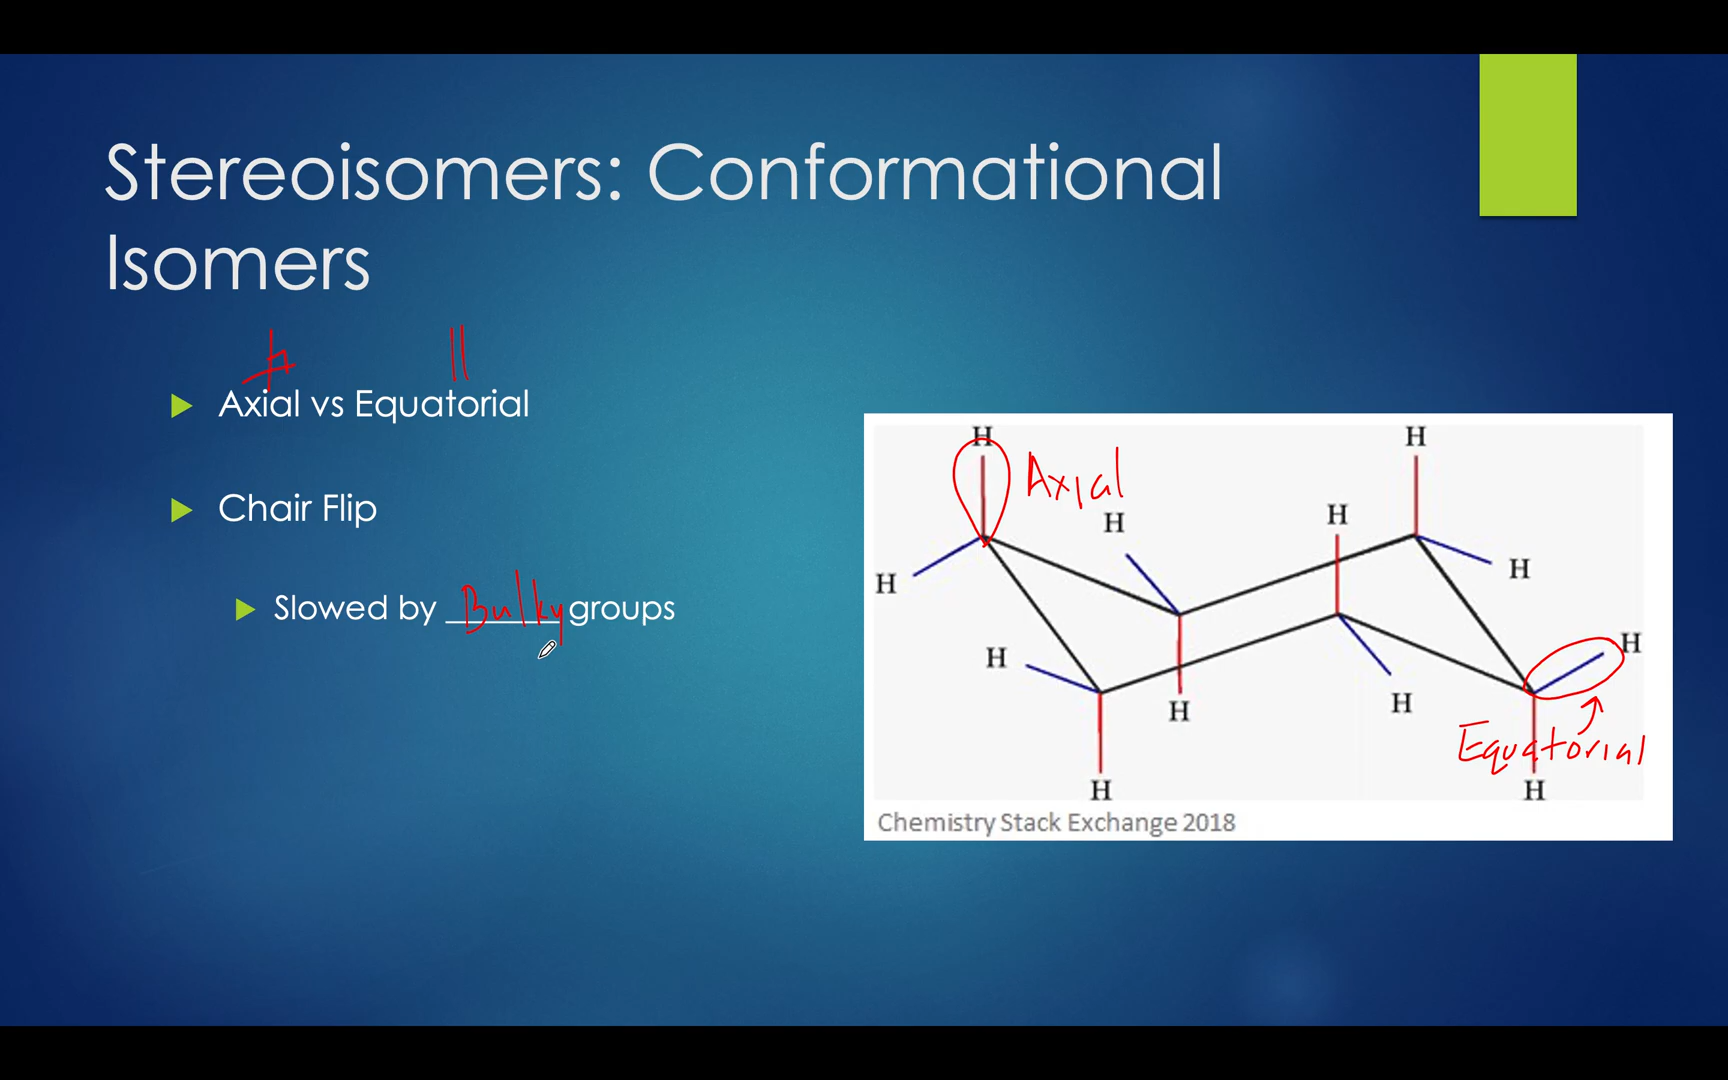 Stereoisomers: Conformational
Isomers
Axial vs Equatorial
Chair Flip
Slowed by Bulky groups
H
H
Axial
H
H
H
H
H
H
H
H
H
Equatorial
H
H
Chemistry Stack Exchange 2018